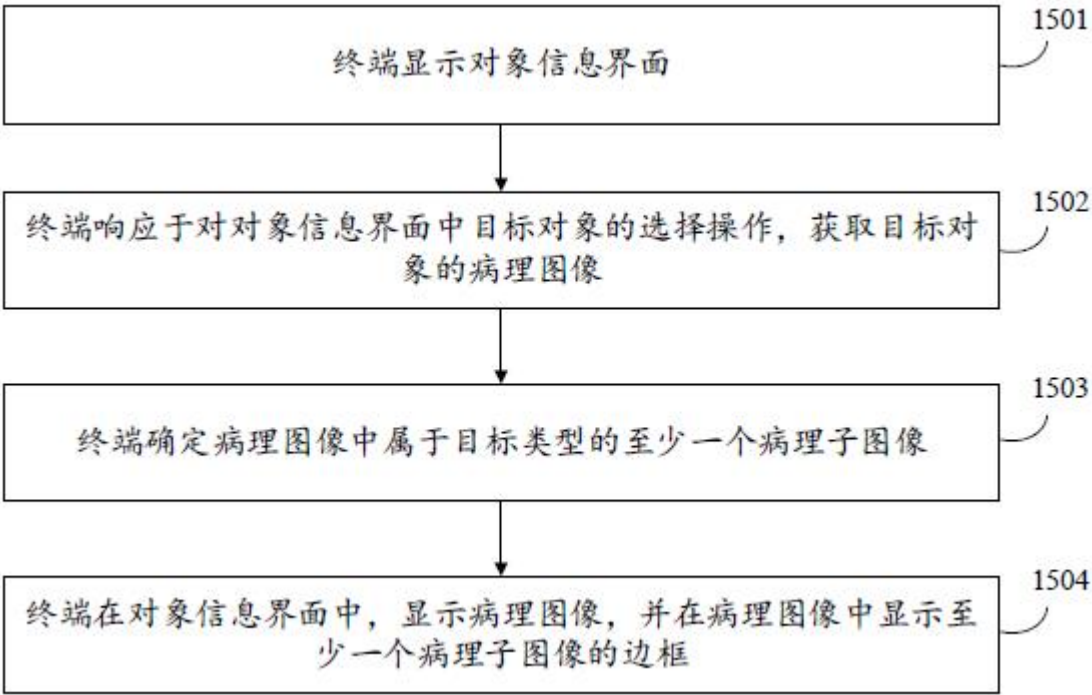 1501
终端显示对象信息界面
1502
终端响应于对对象信息界面中目标对象的选择操作，获取目标对
象的病理图像
1503
终端确定病理图像中属于目标类型的至少一个病理子图像
1504
终端在对象信息界面中，显示病理图像，并在病理图像中显示至
少一个病理子图像的边框